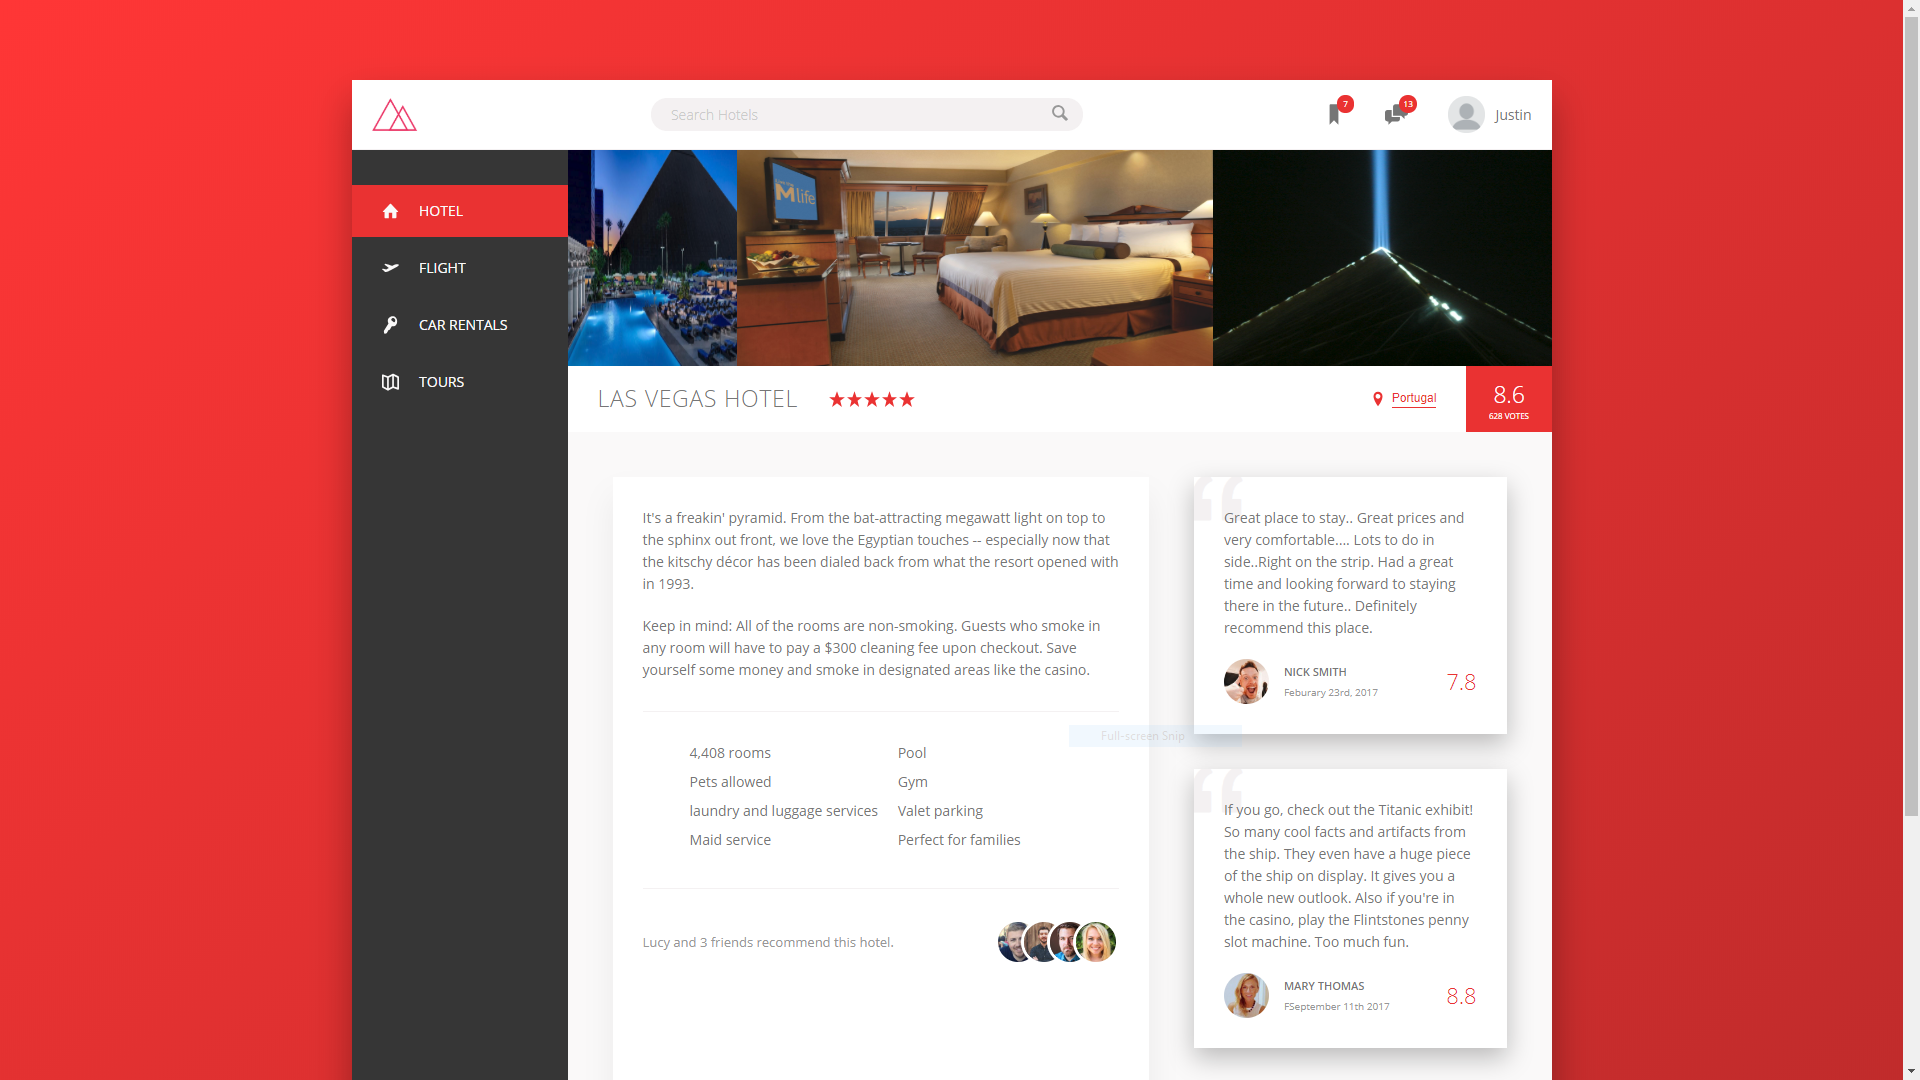 Search Hotels
7
13
Justin
HOTEL
FLIGHT
CAR RENTALS
TOURS
M life
LAS VEGAS HOTEL
Portugal
8.6
628 VOTES
It's a freakin' pyramid. From the bat-attracting megawatt light on top to
the sphinx out front, we love the Egyptian touches -- especially now that
the kitschy décor has been dialed back from what the resort opened with
in 1993.
Keep in mind: All of the rooms are non-smoking. Guests who smoke in
any room will have to pay a $300 cleaning fee upon checkout. Save
yourself some money and smoke in designated areas like the casino.
4,408 rooms
Pets allowed
laundry and luggage services
Maid service
Pool
Gym
Valet parking
Perfect for families
Lucy and 3 friends recommend this hotel.
“
Great place to stay.. Great prices and
very comfortable.... Lots to do in
side..Right on the strip. Had a great
time and looking forward to staying
there in the future.. Definitely
recommend this place.
NICK SMITH
Feburary 23rd, 2017
7.8
Full-screen Snip
“
If you go, check out the Titanic exhibit!
So many cool facts and artifacts from
the ship. They even have a huge piece
of the ship on display. It gives you a
whole new outlook. Also if you're in
the casino, play the Flintstones penny
slot machine. Too much fun.
MARY THOMAS
FSeptember 11th 2017
8.8